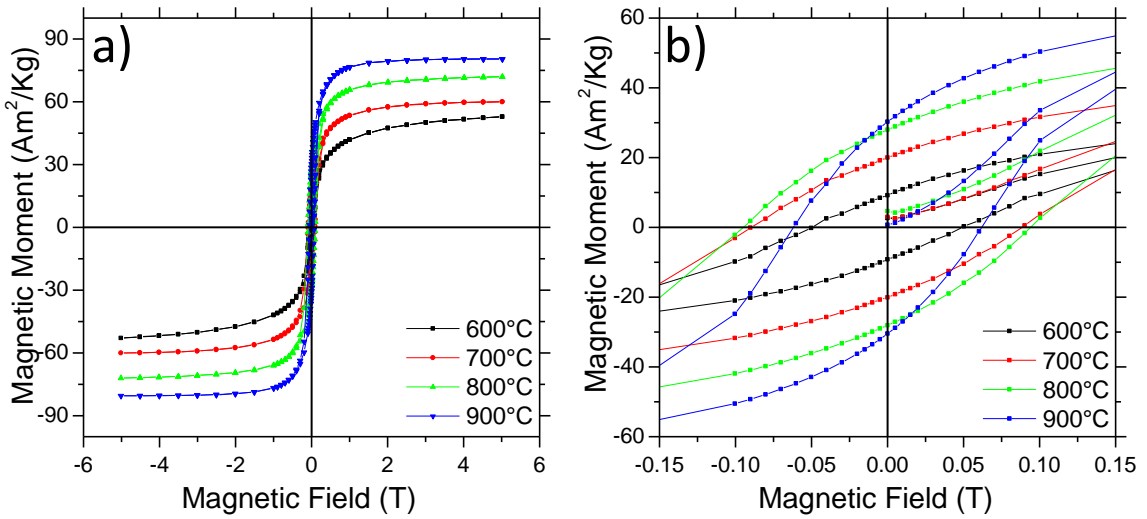 a)
Magnetic Moment (Am²/Kg)
90
60
30
0
-30
-60
-90
600°C
700°C
800°C
900°C
-6 -4 -2 0 2 4 6
Magnetic Field (T)
b)
Magnetic Moment (Am²/Kg)
60
40
20
0
-20
-40
-60
600°C
700°C
800°C
900°C
-0.15 -0.10 -0.05 0.00 0.05 0.10 0.15
Magnetic Field (T)